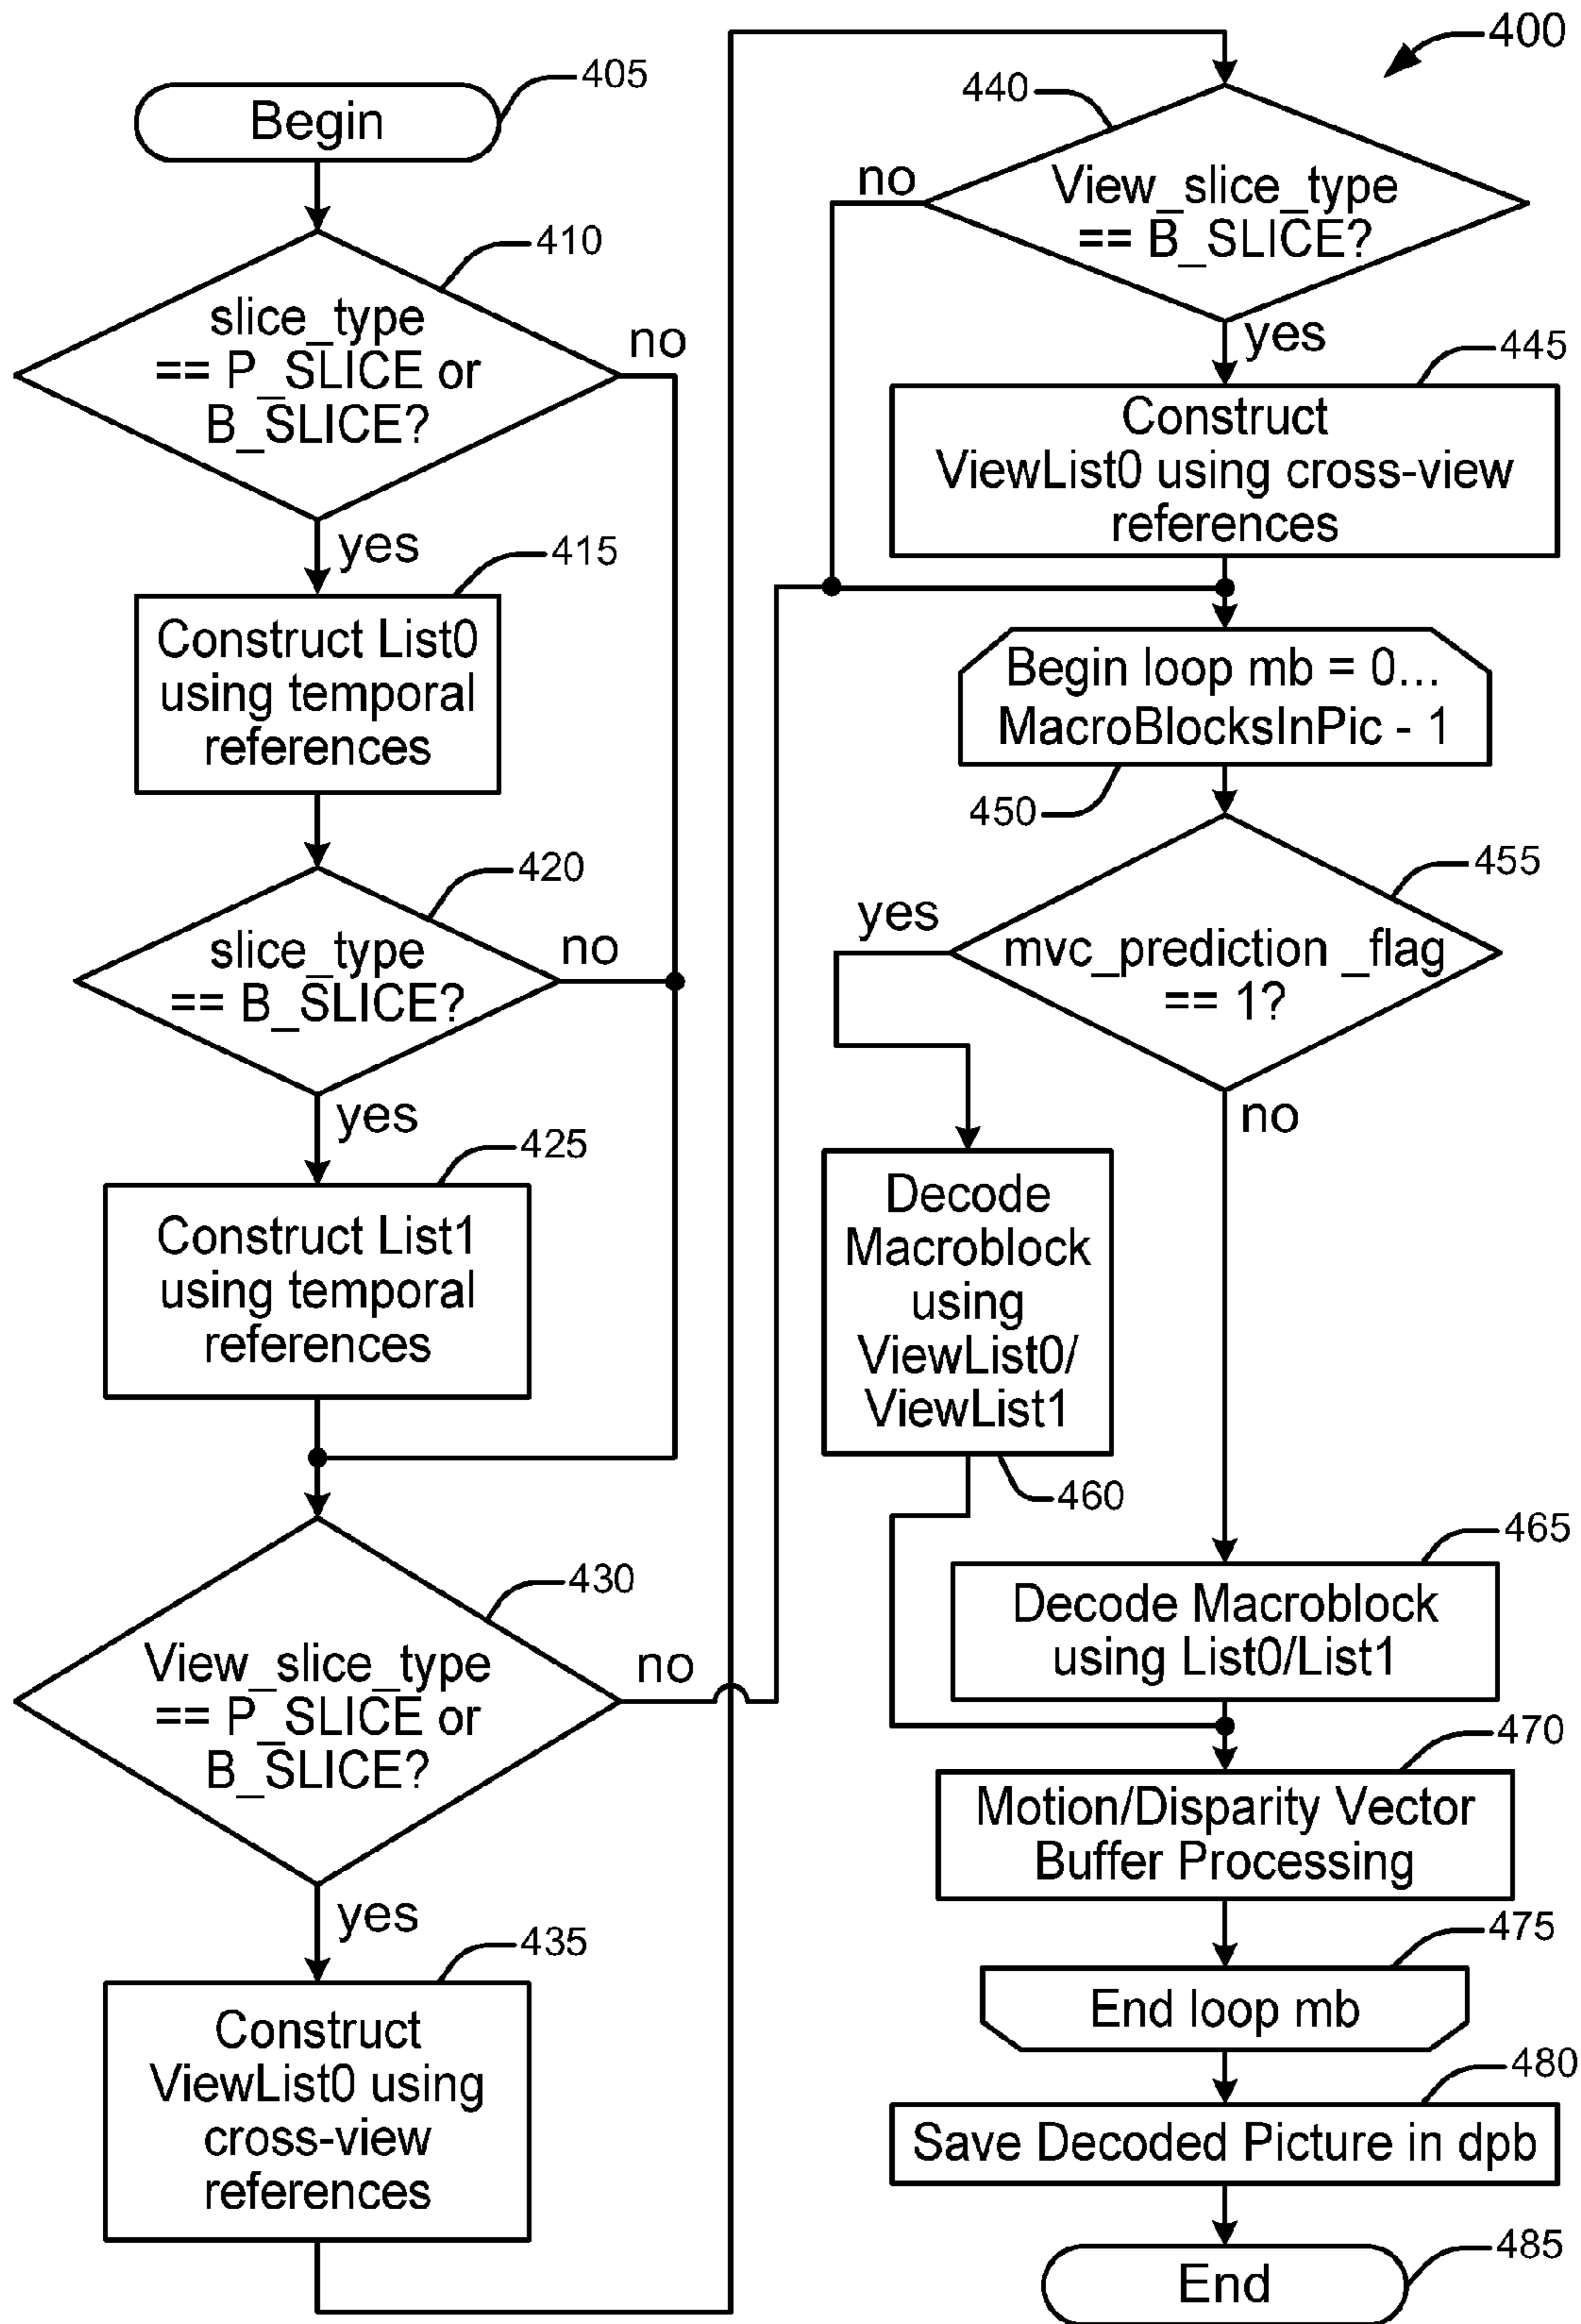 400
405
Begin
410
slice_type
== P_SLICE or
B_SLICE?
no
yes
415
Construct List0
using temporal
references
420
slice_type
== B_SLICE?
no
yes
425
Construct List1
using temporal
references
430
View_slice_type
== P_SLICE or
B_SLICE?
no
yes
435
Construct
ViewList0 using
cross-view
references
440
View_slice_type
== B_SLICE?
no
yes
445
Construct
ViewList0 using cross-view
references
Begin loop mb = 0...
MacroBlocksInPic - 1
450
455
mvc_prediction _flag
== 1?
yes
no
Decode
Macroblock
using
ViewList0/
ViewList1
460
465
Decode Macroblock
using List0/List1
470
Motion/Disparity Vector
Buffer Processing
475
End loop mb
480
Save Decoded Picture in dpb
485
End